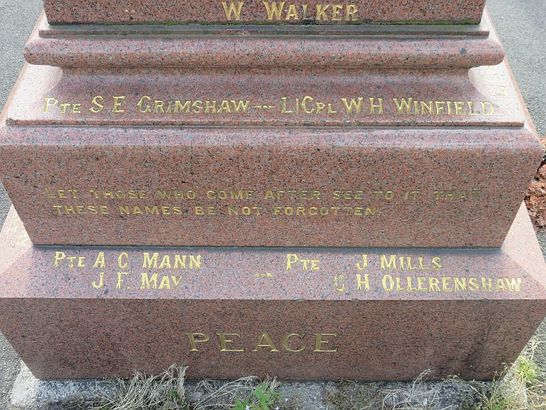 W WALKER
PTE S E GRIMSHAW --- L|CPL W H WINFIELD
LET THOSE WHO COME AFTER SEE TO IT THAT
THESE NAMES BE NOT FORGOTTEN.
PTE A C MANN --- PTE J MILLS
J F MAY G H OLLERENSHAW
PEACE